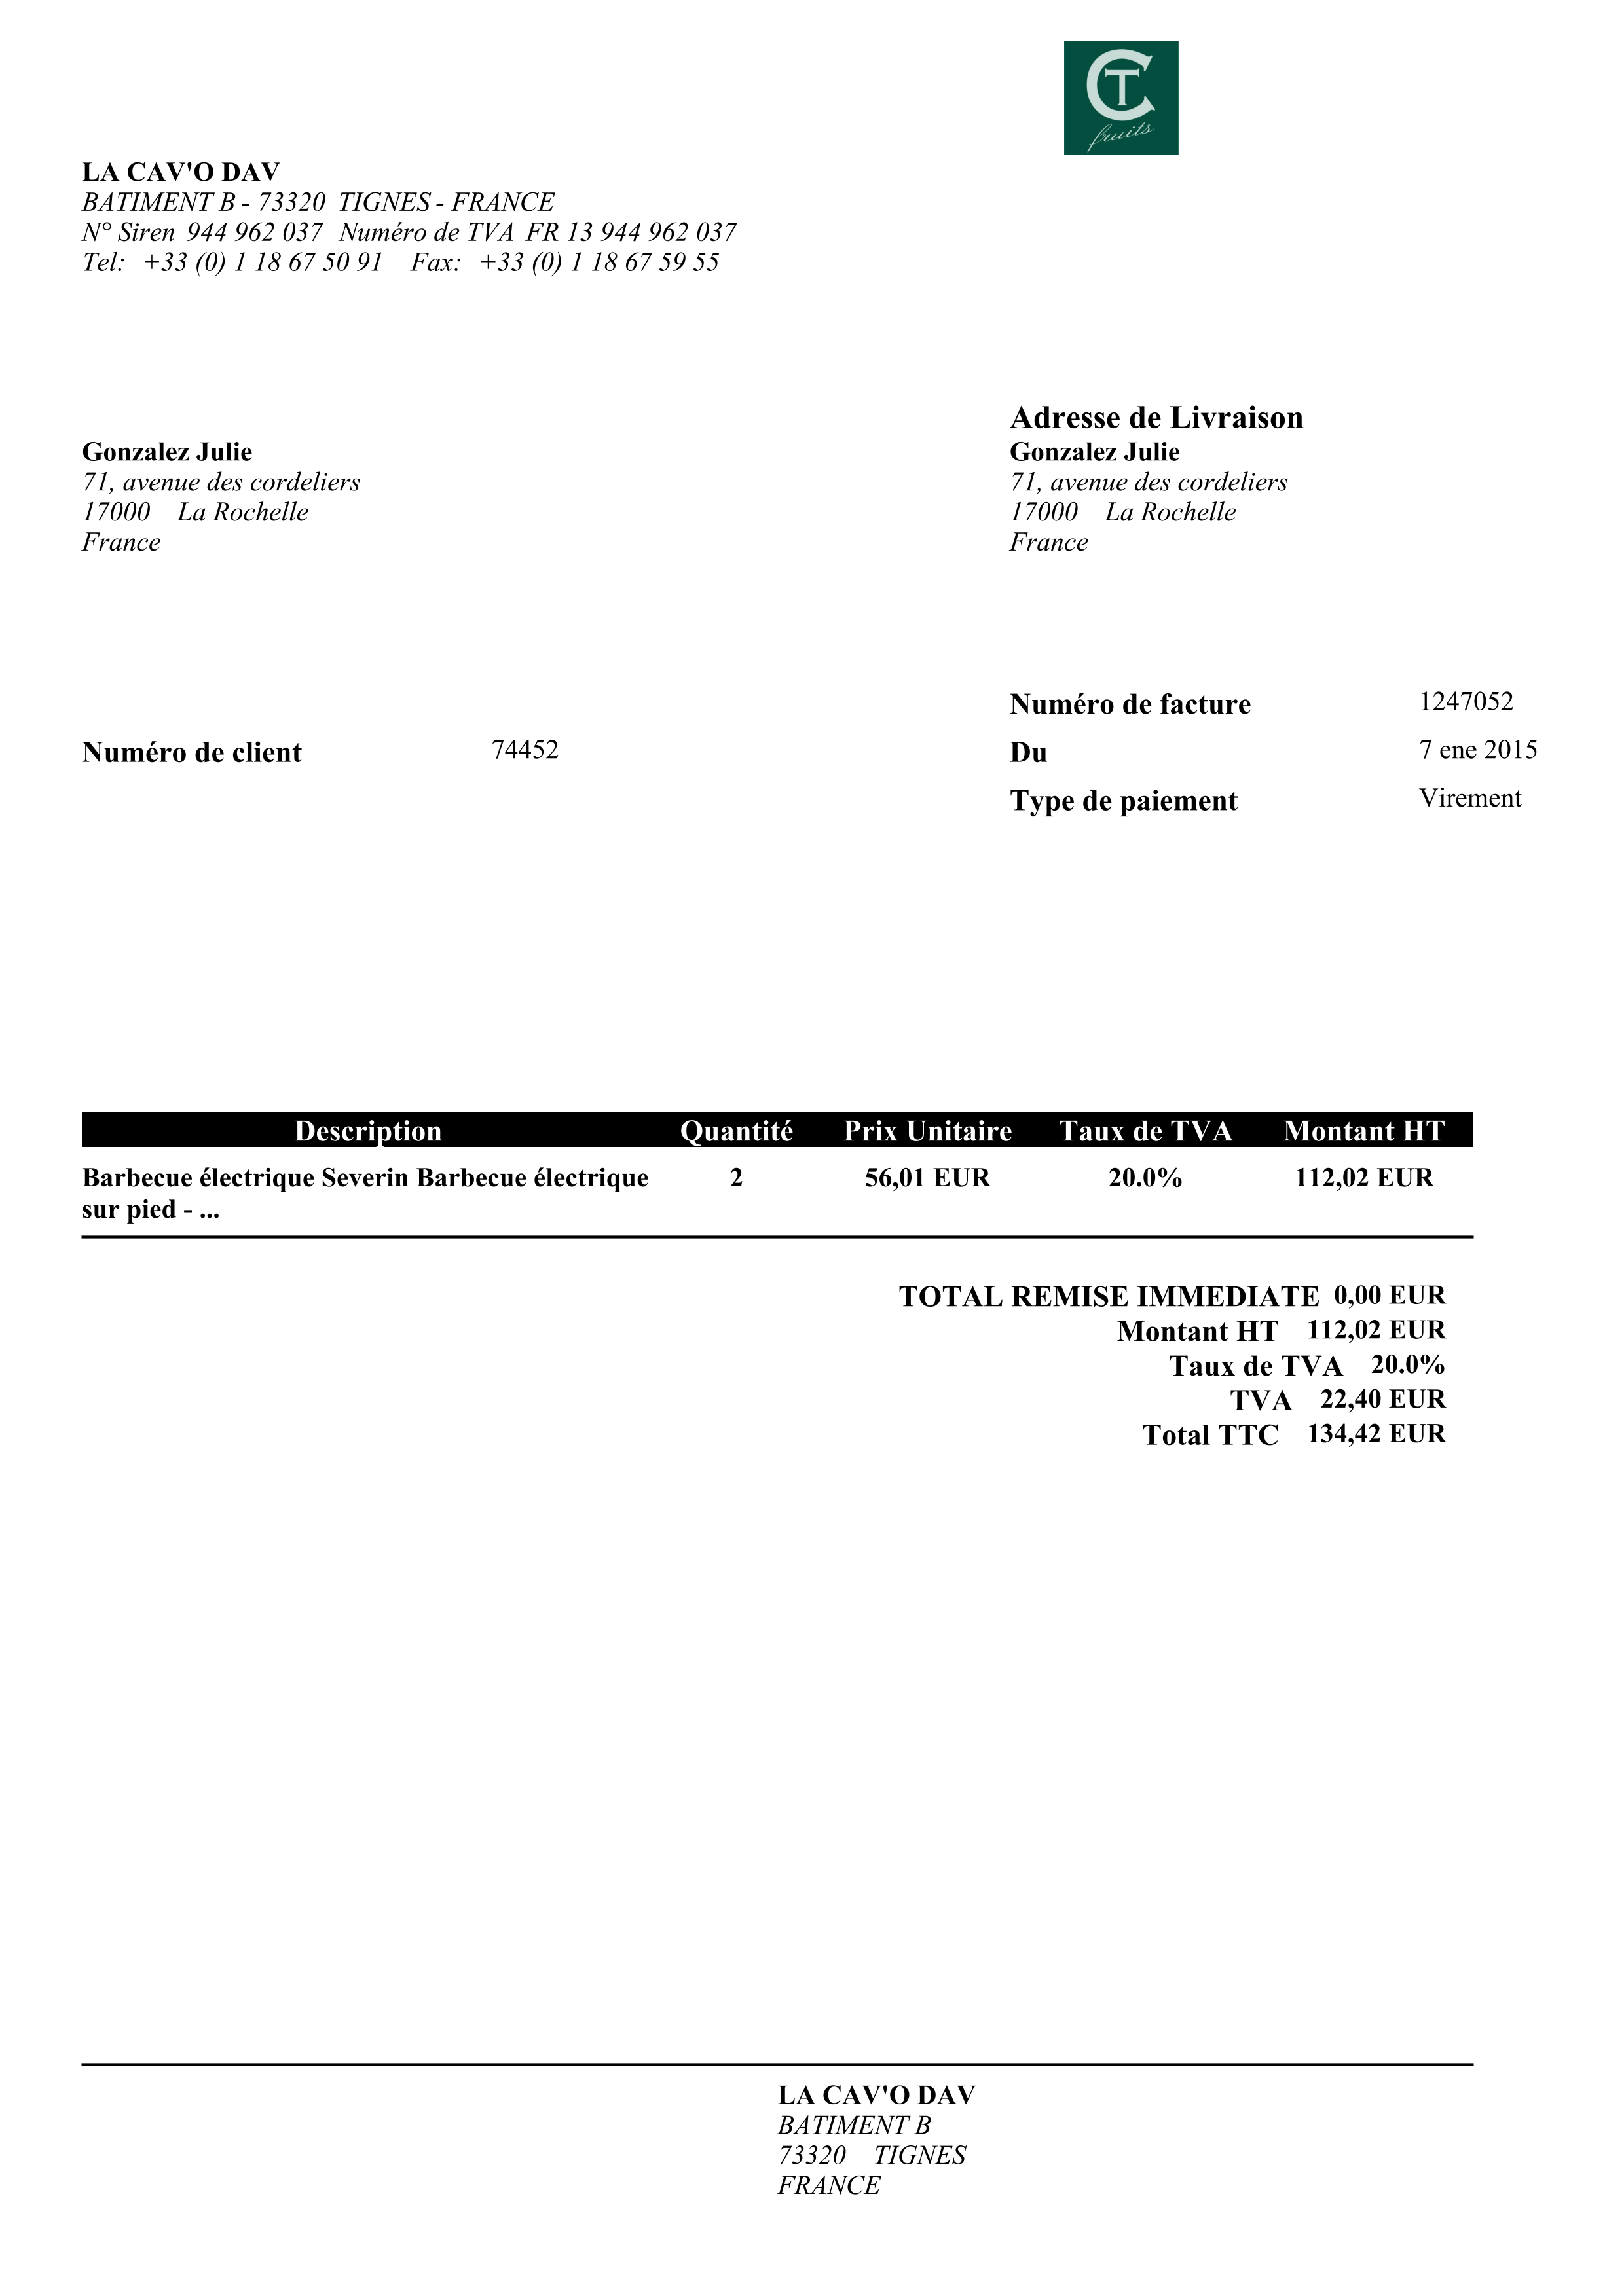 CT
fruits
LA CAV'O DAV
BATIMENT B - 73320 TIGNES - FRANCE
N° Siren 944 962 037 Numéro de TVA FR 13 944 962 037
Tel: +33 (0) 1 18 67 50 91 Fax: +33 (0) 1 18 67 59 55
Gonzalez Julie
71, avenue des cordeliers
17000 La Rochelle
France
Adresse de Livraison
Gonzalez Julie
71, avenue des cordeliers
17000 La Rochelle
France
Numéro de client 74452
Numéro de facture 1247052
Du 7 ene 2015
Type de paiement Virement
Description Quantité Prix Unitaire Taux de TVA Montant HT
Barbecue électrique Severin Barbecue électrique 2 56,01 EUR 20.0% 112,02 EUR
sur pied - ...
TOTAL REMISE IMMEDIATE 0,00 EUR
Montant HT 112,02 EUR
Taux de TVA 20.0%
TVA 22,40 EUR
Total TTC 134,42 EUR
LA CAV'O DAV
BATIMENT B
73320 TIGNES
FRANCE